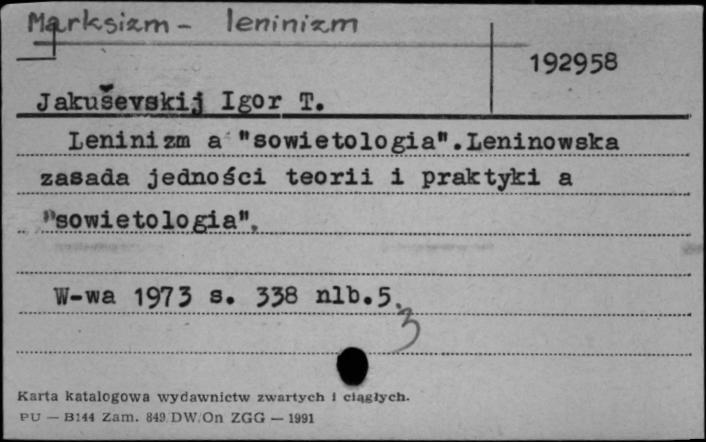 Marksizm - leninizm
192958
Jakuševskij Igor T.
Leninizm a "sowietologia".Leninowska
zasada jedności teorii i praktyki a
"sowietologia".
W-wa 1973 s. 338 nlb.5.
3
Karta katalogowa wydawnictw zwartych i ciągłych.
PU — B144 Zam. 849 DW/On ZGG — 1991